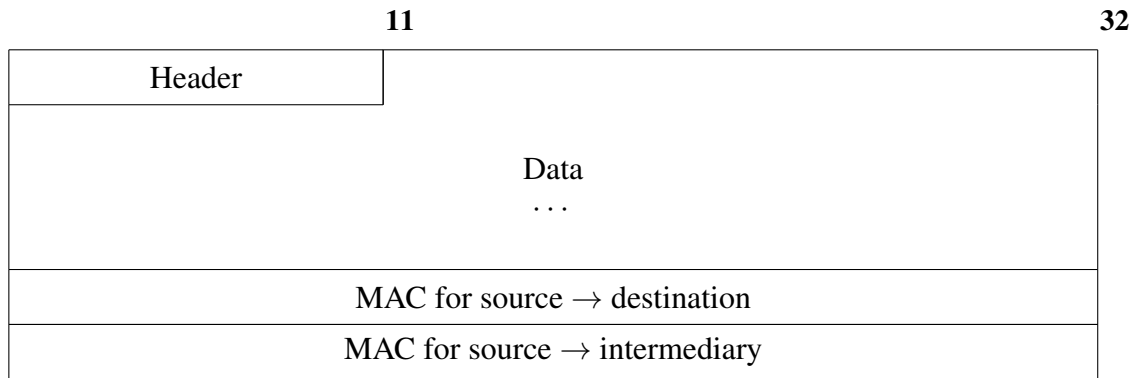 11 32
Header
Data
...
MAC for source → destination
MAC for source → intermediary